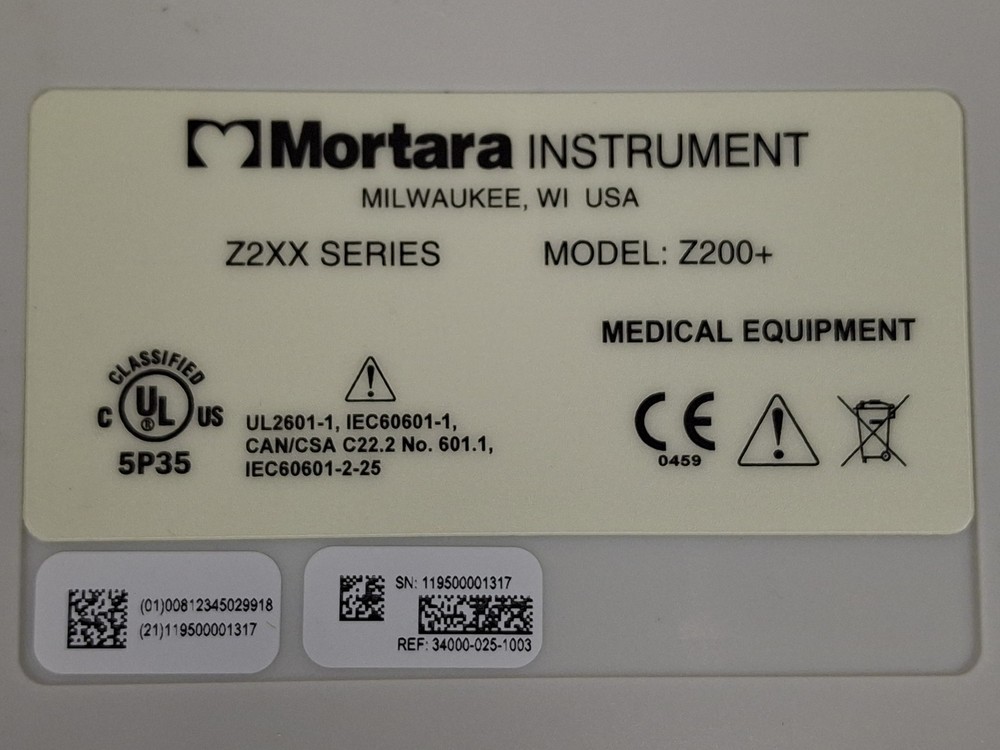 Mortara INSTRUMENT
MILWAUKEE, WI USA
Z2XX SERIES MODEL: Z200+
MEDICAL EQUIPMENT
CLASSIFIED
C UL® US
5P35
UL2601-1, IEC60601-1,
CAN/CSA C22.2 No. 601.1,
IEC60601-2-25
CE
0459
(01)00812345029918
(21)119500001317
SN: 119500001317
REF: 34000-025-1003